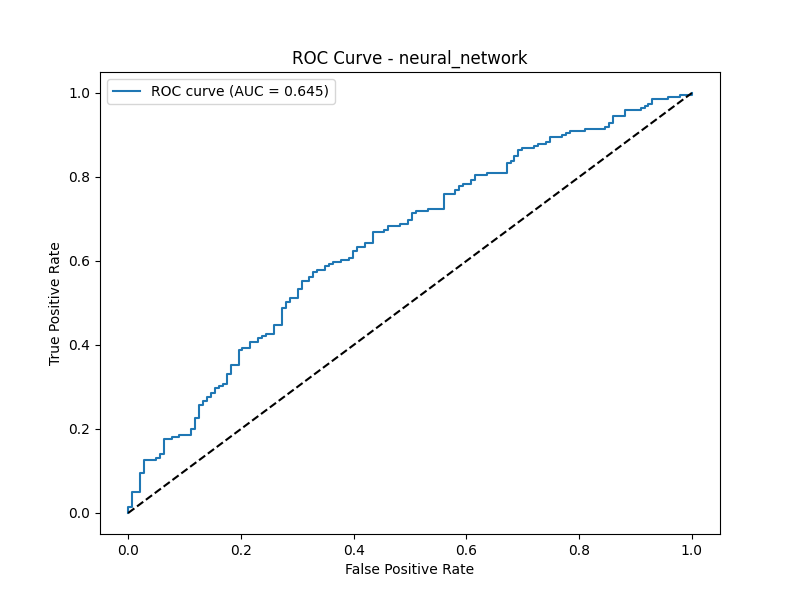 ROC Curve - neural_network
ROC curve (AUC = 0.645)
True Positive Rate
1.0
0.8
0.6
0.4
0.2
0.0
0.0 0.2 0.4 0.6 0.8 1.0
False Positive Rate